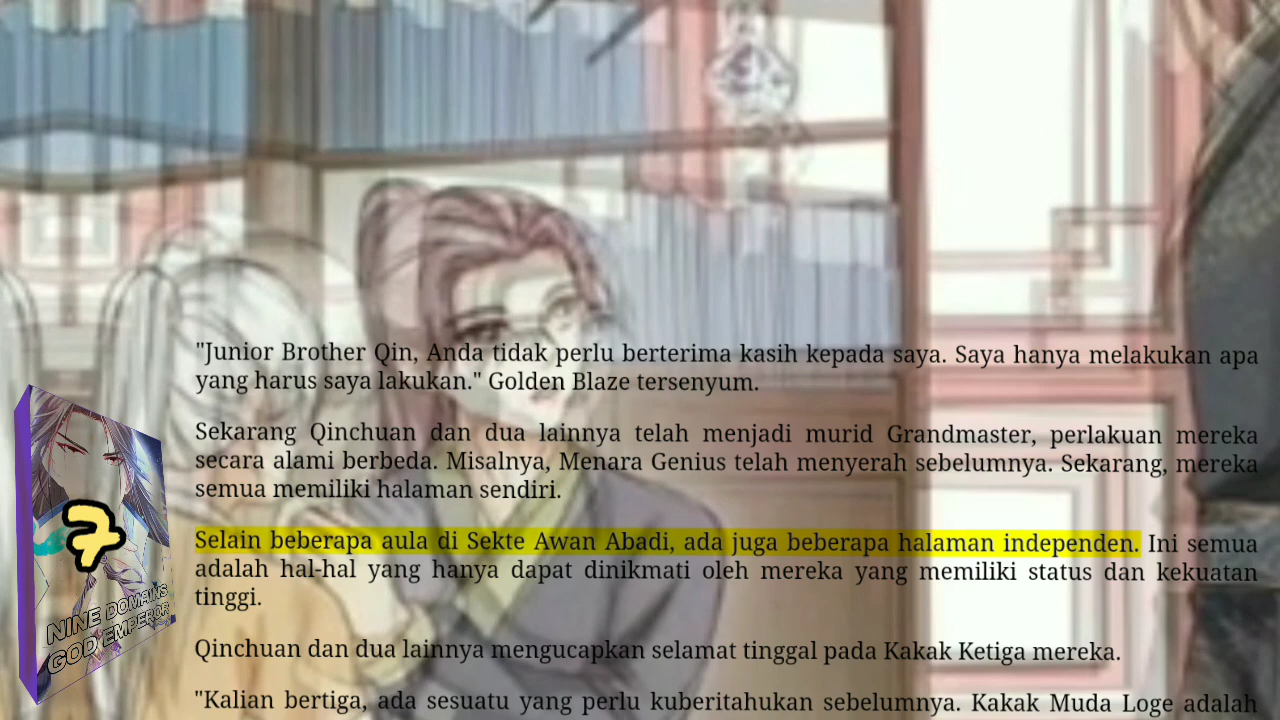 "Junior Brother Qin, Anda tidak perlu berterima kasih kepada saya. Saya hanya melakukan apa
yang harus saya lakukan." Golden Blaze tersenyum.
Sekarang Qinchuan dan dua lainnya telah menjadi murid Grandmaster, perlakuan mereka
secara alami berbeda. Misalnya, Menara Genius telah menyerah sebelumnya. Sekarang, mereka
semua memiliki halaman sendiri.
Selain beberapa aula di Sekte Awan Abadi, ada juga beberapa halaman independen. Ini semua
adalah hal-hal yang hanya dapat dinikmati oleh mereka yang memiliki status dan kekuatan
tinggi.
Qinchuan dan dua lainnya mengucapkan selamat tinggal pada Kakak Ketiga mereka.
"Kalian bertiga, ada sesuatu yang perlu kuberitahukan sebelumnya. Kakak Muda Loge adalah
7
NINE DOMAINS
GOD EMPEROR